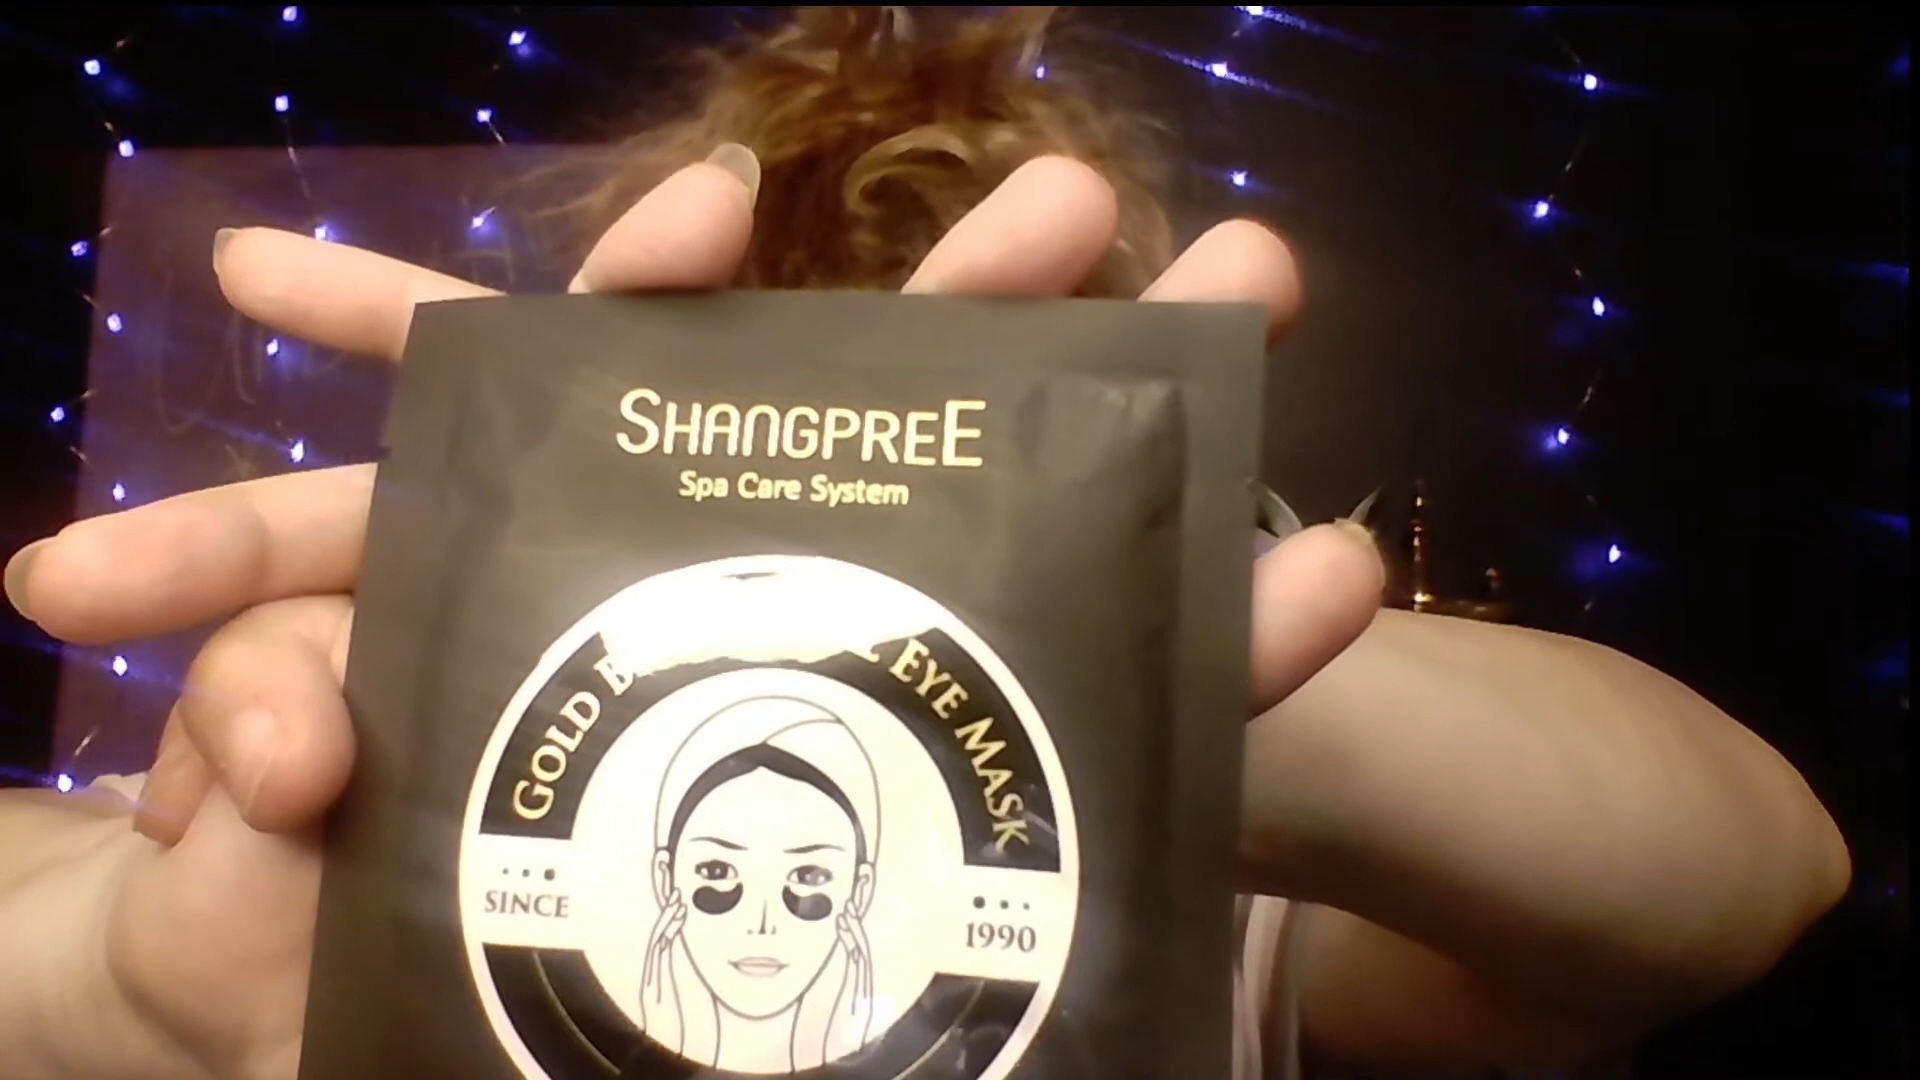 SHANGPREE
Spa Care System
GOLD EYE MASK
SINCE
1990